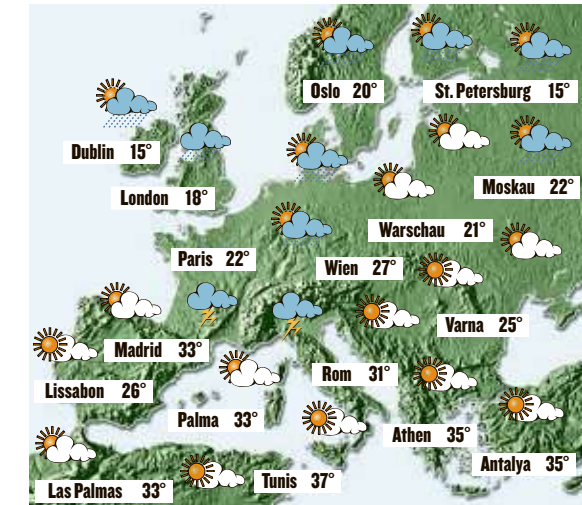 Oslo 20°
St. Petersburg 15°
Dublin 15°
Moskau 22°
London 18°
Warschau 21°
Paris 22°
Wien 27°
Varna 25°
Madrid 33°
Rom 31°
Lissabon 26°
Palma 33°
Athen 35°
Antalya 35°
Las Palmas 33°
Tunis 37°